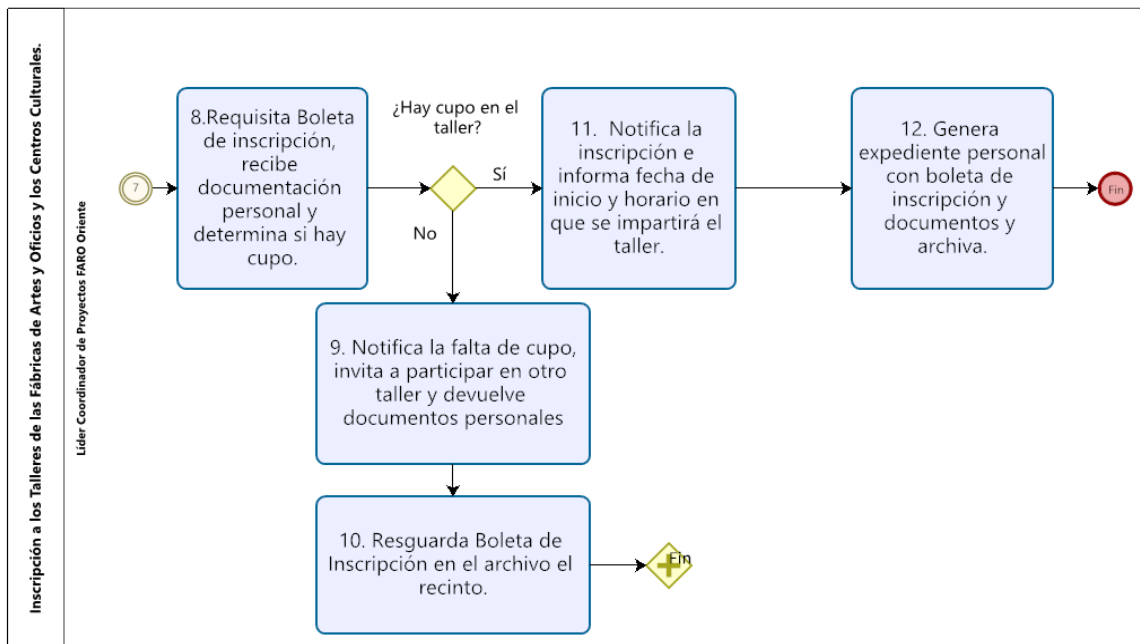 Inscripción a los Talleres de las Fábricas de Artes y Oficios y los Centros Culturales.
Líder Coordinador de Proyectos FARO Oriente
7
8.Requisita Boleta
de inscripción,
recibe
documentación
personal y
determina si hay
cupo.
¿Hay cupo en el
taller?
Sí
No
11. Notifica la
inscripción e
informa fecha de
inicio y horario en
que se impartirá el
taller.
12. Genera
expediente personal
con boleta de
inscripción y
documentos y
archiva.
Fin
9. Notifica la falta de cupo,
invita a participar en otro
taller y devuelve
documentos personales
10. Resguarda Boleta de
Inscripción en el archivo el
recinto.
Fin